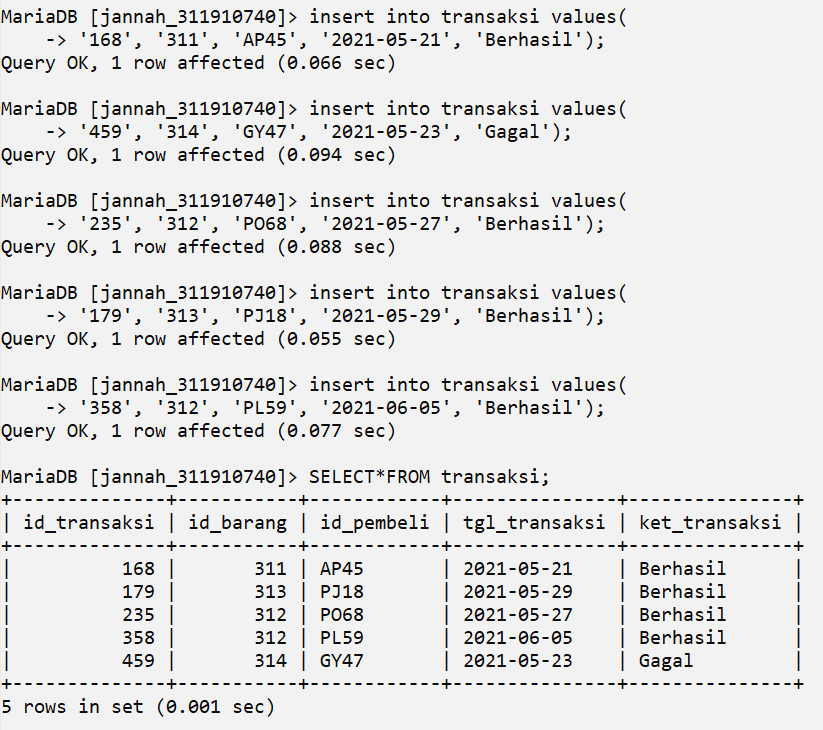 MariaDB [jannah_311910740]> insert into transaksi values(
    -> '168', '311', 'AP45', '2021-05-21', 'Berhasil');
Query OK, 1 row affected (0.066 sec)

MariaDB [jannah_311910740]> insert into transaksi values(
    -> '459', '314', 'GY47', '2021-05-23', 'Gagal');
Query OK, 1 row affected (0.094 sec)

MariaDB [jannah_311910740]> insert into transaksi values(
    -> '235', '312', 'PO68', '2021-05-27', 'Berhasil');
Query OK, 1 row affected (0.088 sec)

MariaDB [jannah_311910740]> insert into transaksi values(
    -> '179', '313', 'PJ18', '2021-05-29', 'Berhasil');
Query OK, 1 row affected (0.055 sec)

MariaDB [jannah_311910740]> insert into transaksi values(
    -> '358', '312', 'PL59', '2021-06-05', 'Berhasil');
Query OK, 1 row affected (0.077 sec)

MariaDB [jannah_311910740]> SELECT*FROM transaksi;
+--------------+-----------+------------+---------------+---------------+
| id_transaksi | id_barang | id_pembeli | tgl_transaksi | ket_transaksi |
+--------------+-----------+------------+---------------+---------------+
|          168 |       311 | AP45       | 2021-05-21    | Berhasil      |
|          179 |       313 | PJ18       | 2021-05-29    | Berhasil      |
|          235 |       312 | PO68       | 2021-05-27    | Berhasil      |
|          358 |       312 | PL59       | 2021-06-05    | Berhasil      |
|          459 |       314 | GY47       | 2021-05-23    | Gagal         |
+--------------+-----------+------------+---------------+---------------+
5 rows in set (0.001 sec)